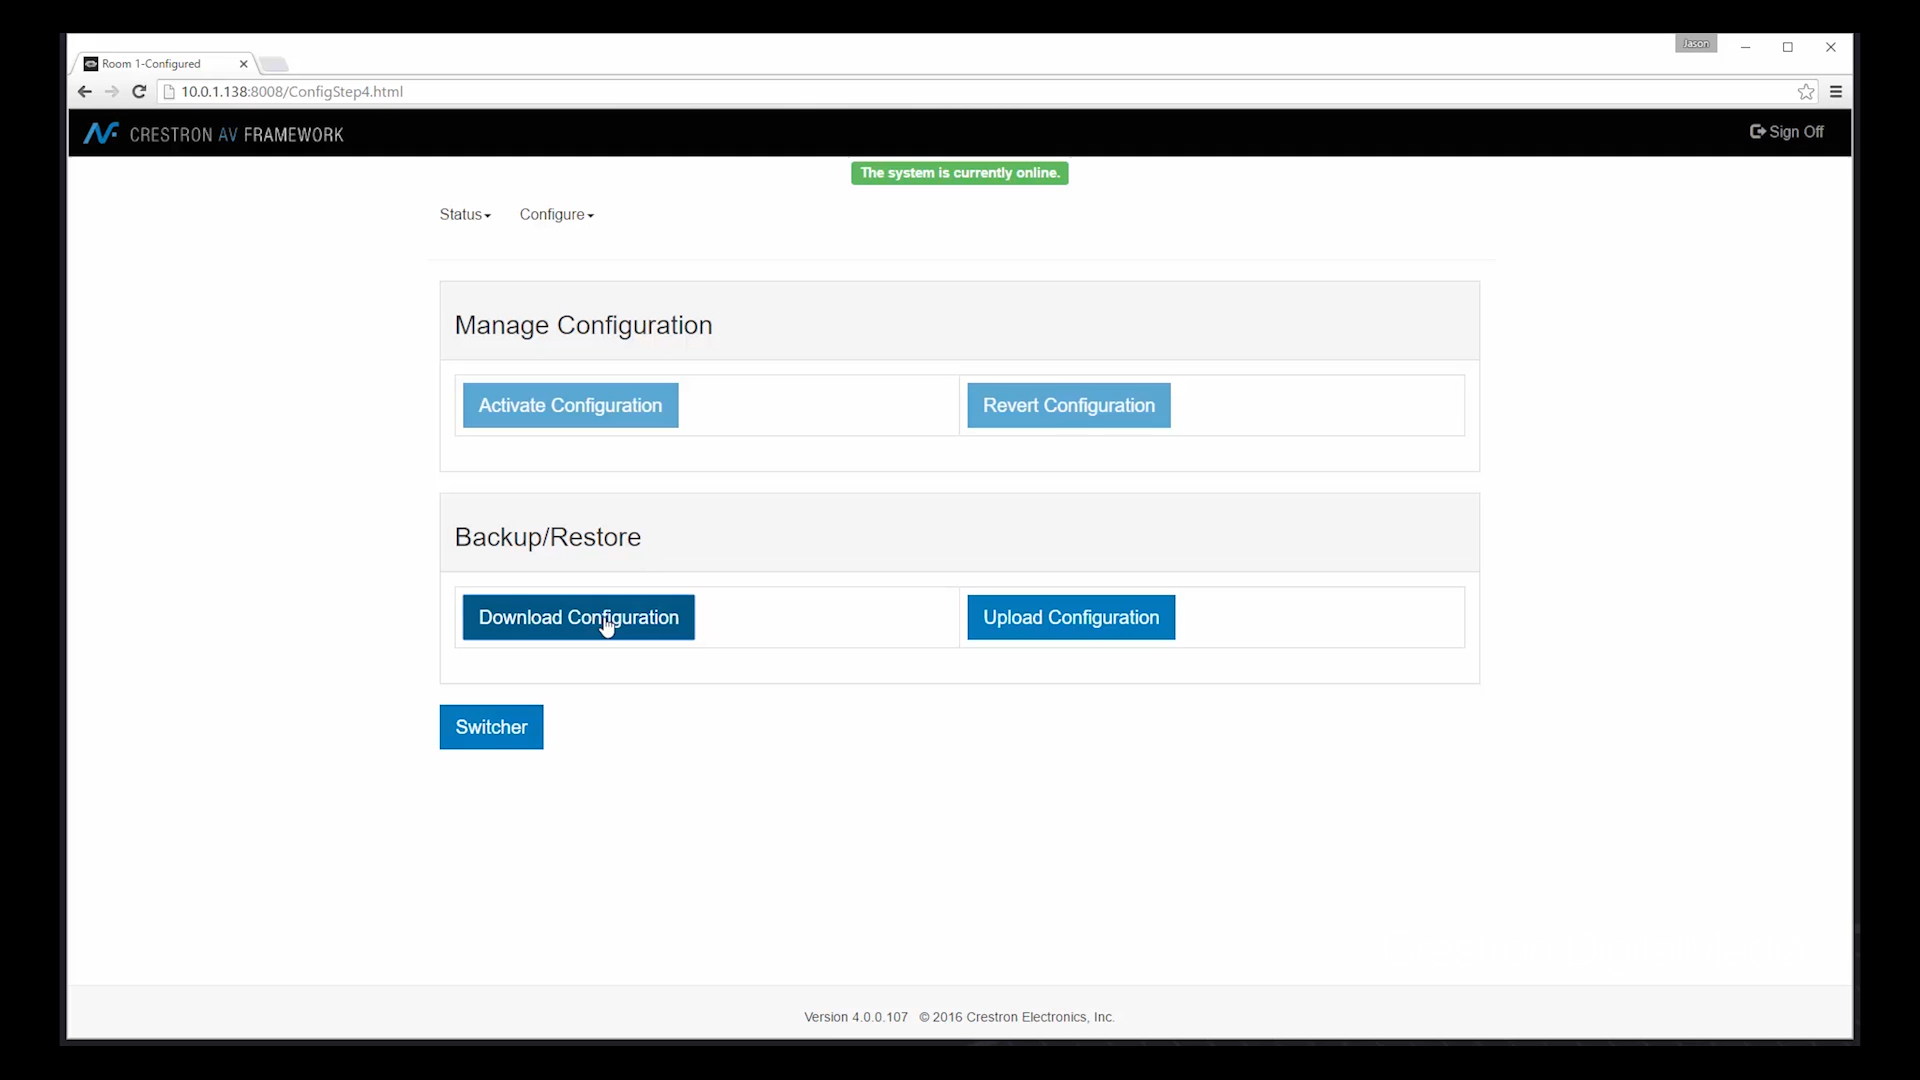 Jason
Room 1-Configured
10.0.1.138:8008/ConfigStep4.html
CRESTRON AV FRAMEWORK
Sign Off
The system is currently online.
Status
Configure
Manage Configuration
Activate Configuration
Revert Configuration
Backup/Restore
Download Configuration
Upload Configuration
Switcher
Version 4.0.0.107 © 2016 Crestron Electronics, Inc.